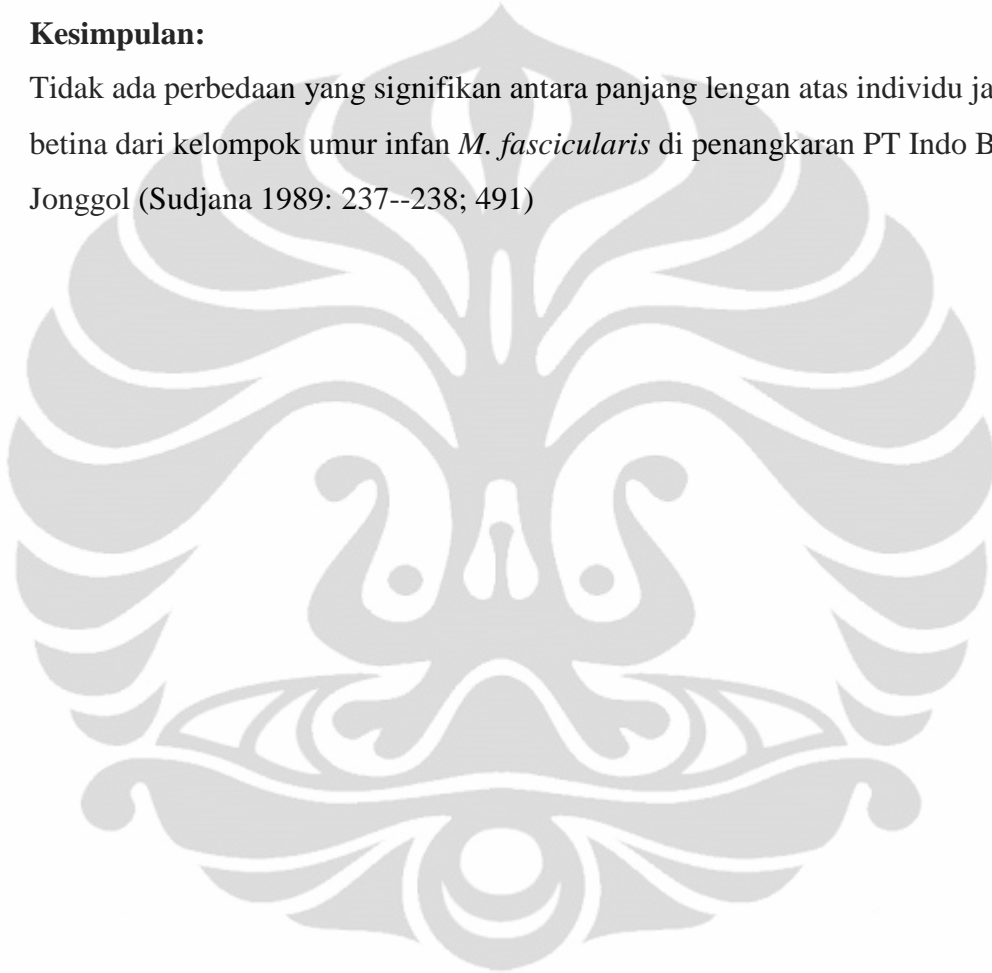 Kesimpulan:
Tidak ada perbedaan yang signifikan antara panjang lengan atas individu ja
betina dari kelompok umur infan M. fascicularis di penangkaran PT Indo B
Jonggol (Sudjana 1989: 237--238; 491)